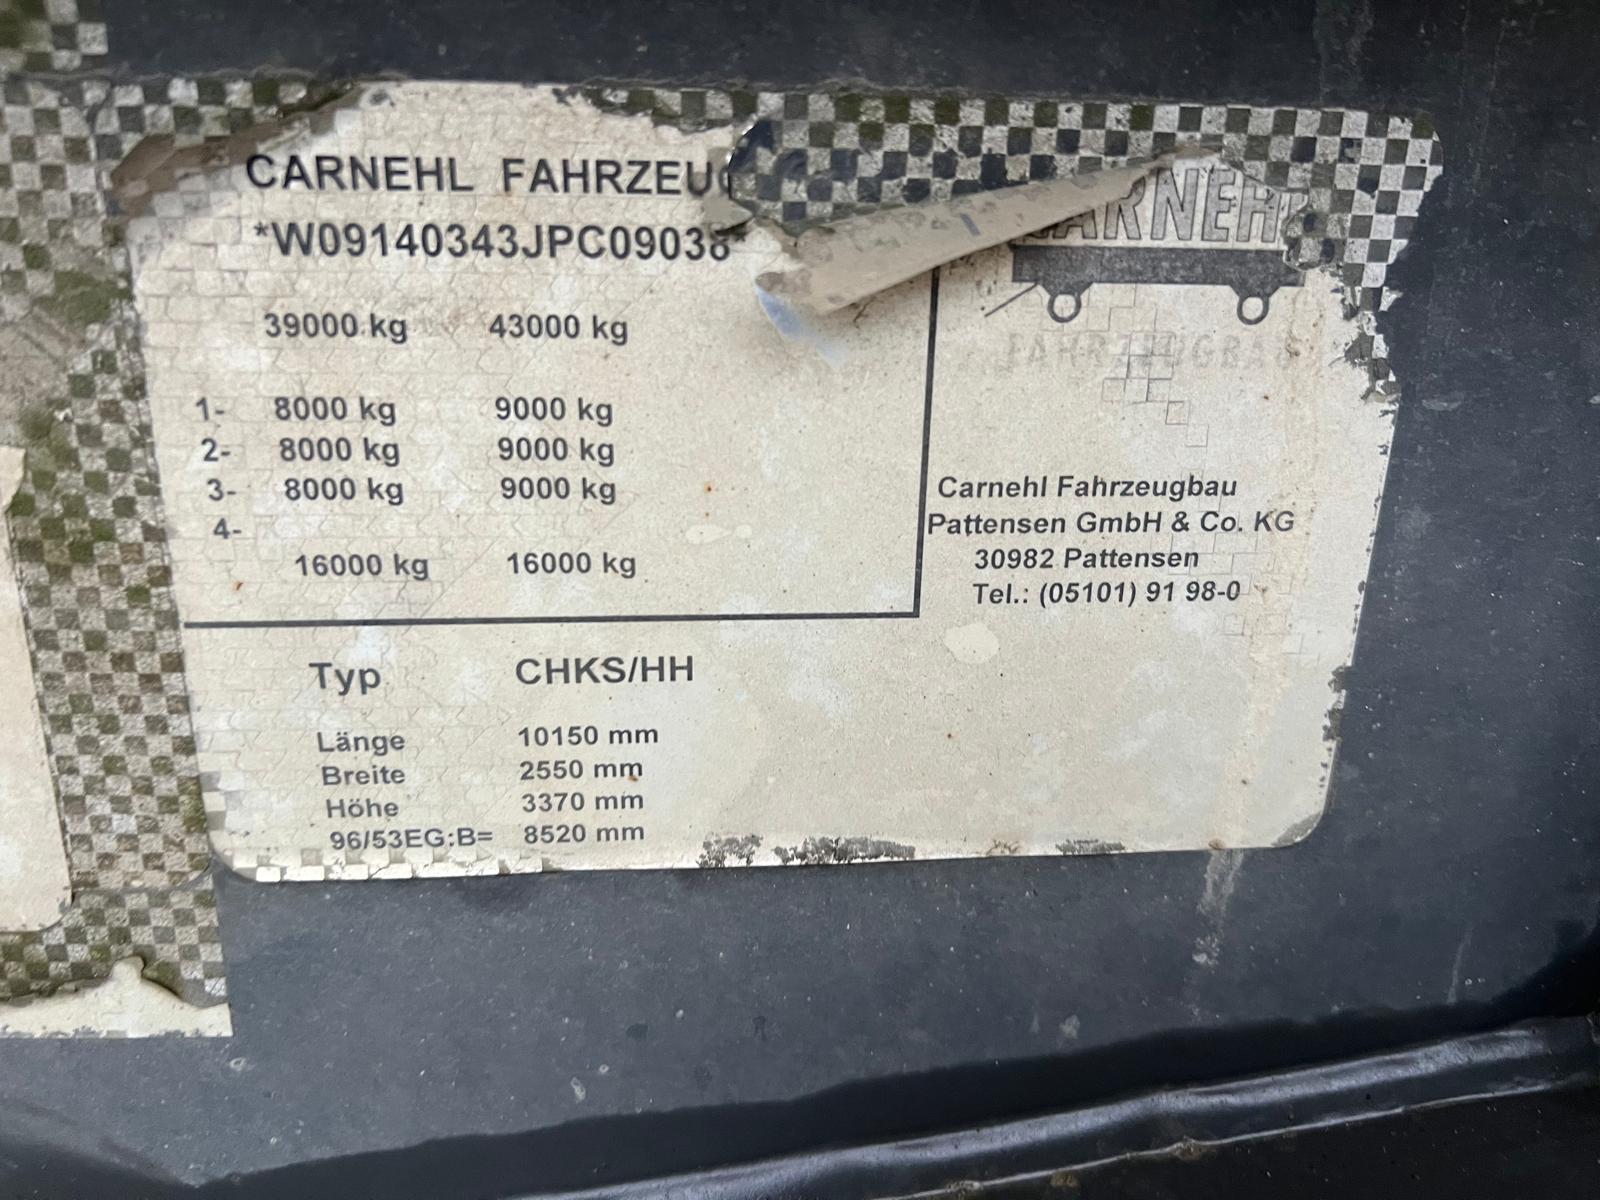 CARNEHL FAHRZEUG
*W09140343JPC09038*
39000 kg 43000 kg
1- 8000 kg 9000 kg
2- 8000 kg 9000 kg
3- 8000 kg 9000 kg
4-
16000 kg 16000 kg
CARNEHL
FAHRZEUGBAU
Carnehl Fahrzeugbau
Pattensen GmbH & Co. KG
30982 Pattensen
Tel.: (05101) 91 98-0
Typ CHKS/HH
Länge 10150 mm
Breite 2550 mm
Höhe 3370 mm
96/53EG:B= 8520 mm